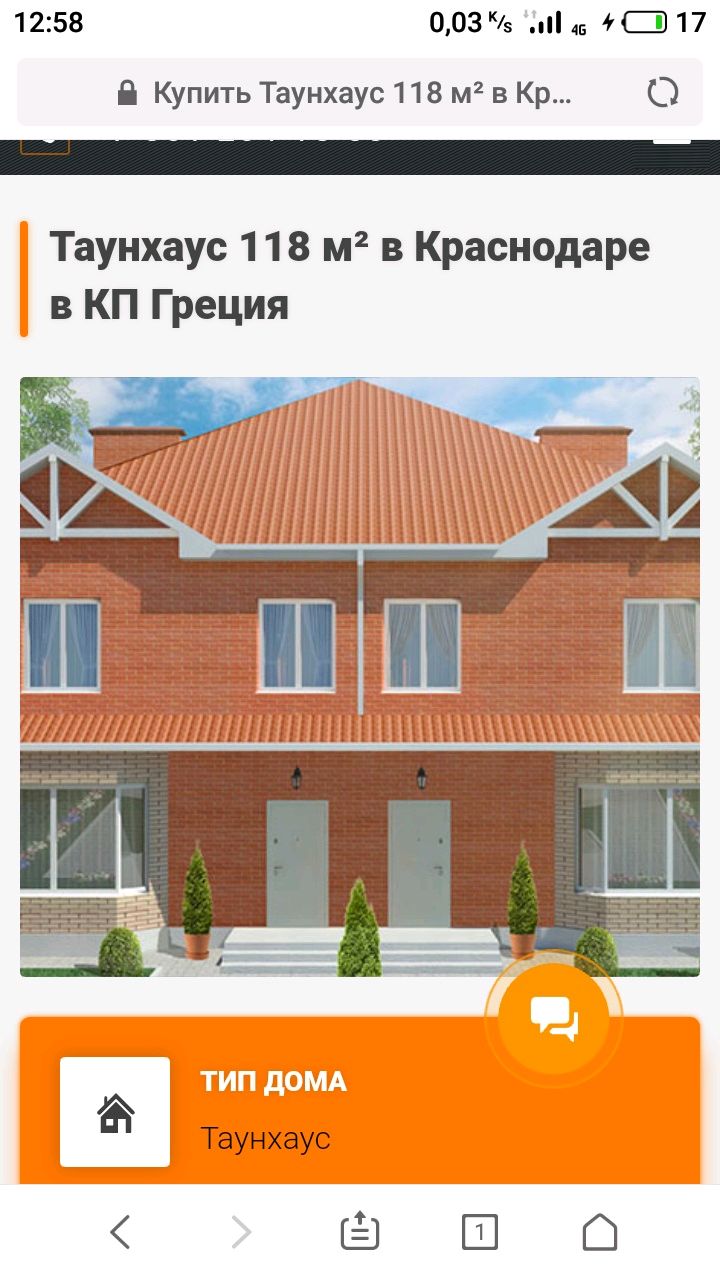 12:58
0,03 K/s 4G 17
Купить Таунхаус 118 м² в Кр...
Таунхаус 118 м² в Краснодаре
в КП Греция
ТИП ДОМА
Таунхаус
1